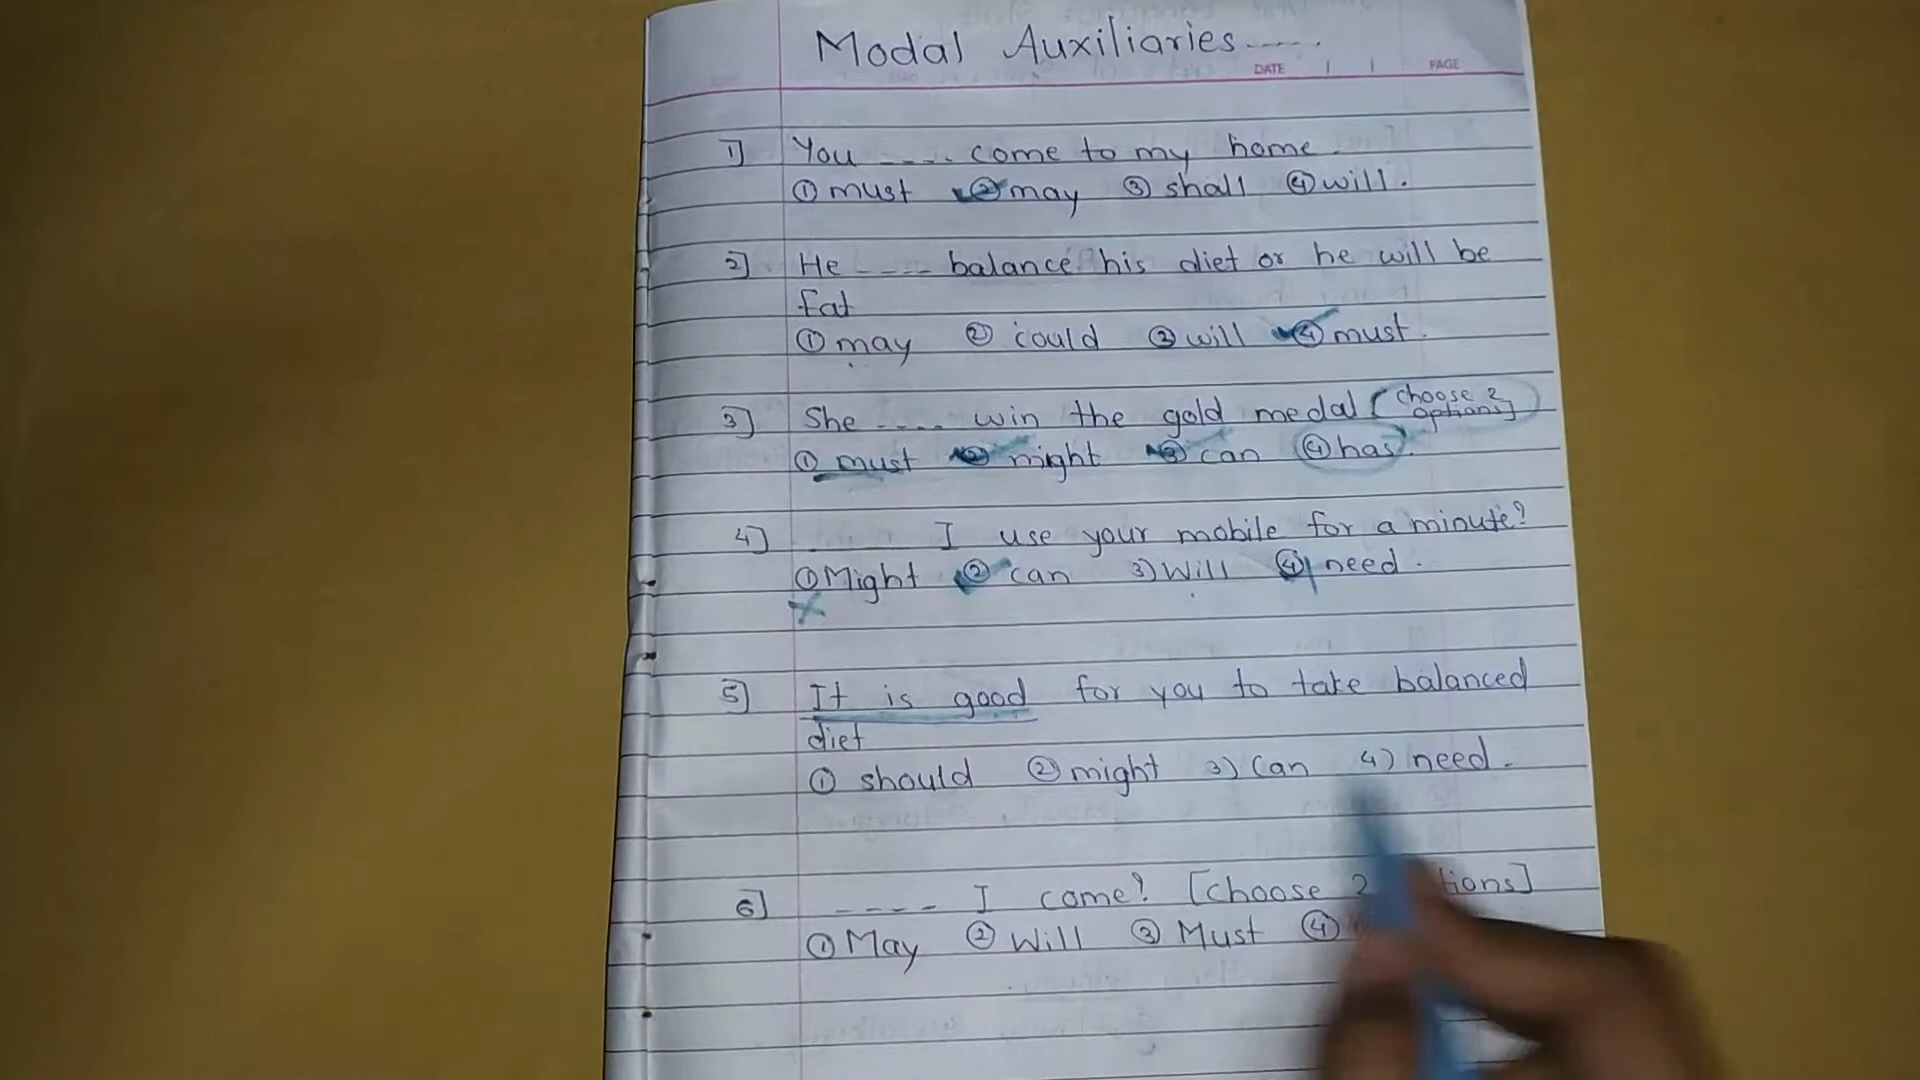 Modal Auxiliaries.....
DATE | | PAGE
1] You .... come to my home.
① must ② may ③ shall ④ will.
2] He .... balance his diet or he will be
fat
① may ② could ③ will ④ must.
3] She .... win the gold medal [choose 2
options]
① must ② might ③ can ④ has.
4] ____ I use your mobile for a minute?
① Might ② can 3) Will ④ need.
5] It is good for you to take balanced
diet
① should ② might 3) Can 4) need.
6] ---- I come? [choose 2 tions]
① May ② Will ③ Must ④